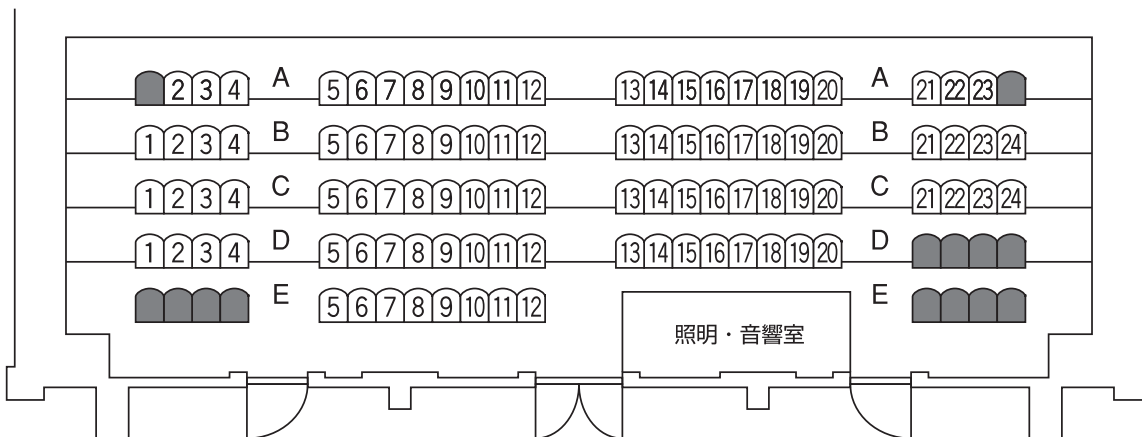 2 3 4 A 5 6 7 8 9 10 11 12 13 14 15 16 17 18 19 20 A 21 22 23
1 2 3 4 B 5 6 7 8 9 10 11 12 13 14 15 16 17 18 19 20 B 21 22 23 24
1 2 3 4 C 5 6 7 8 9 10 11 12 13 14 15 16 17 18 19 20 C 21 22 23 24
1 2 3 4 D 5 6 7 8 9 10 11 12 13 14 15 16 17 18 19 20 D
E 5 6 7 8 9 10 11 12 E
照明・音響室